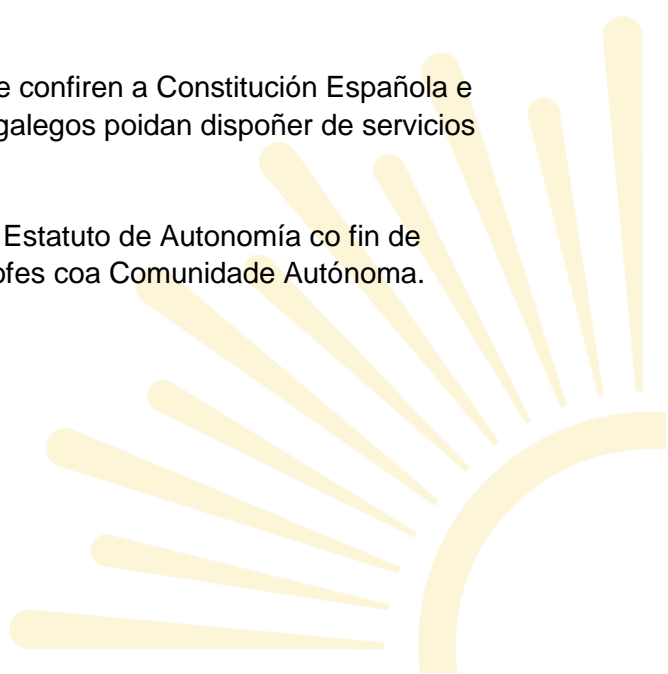 e confiren a Constitución Española e
galegos poidan dispoñer de servicios
Estatuto de Autonomía co fin de
ofes coa Comunidade Autónoma.